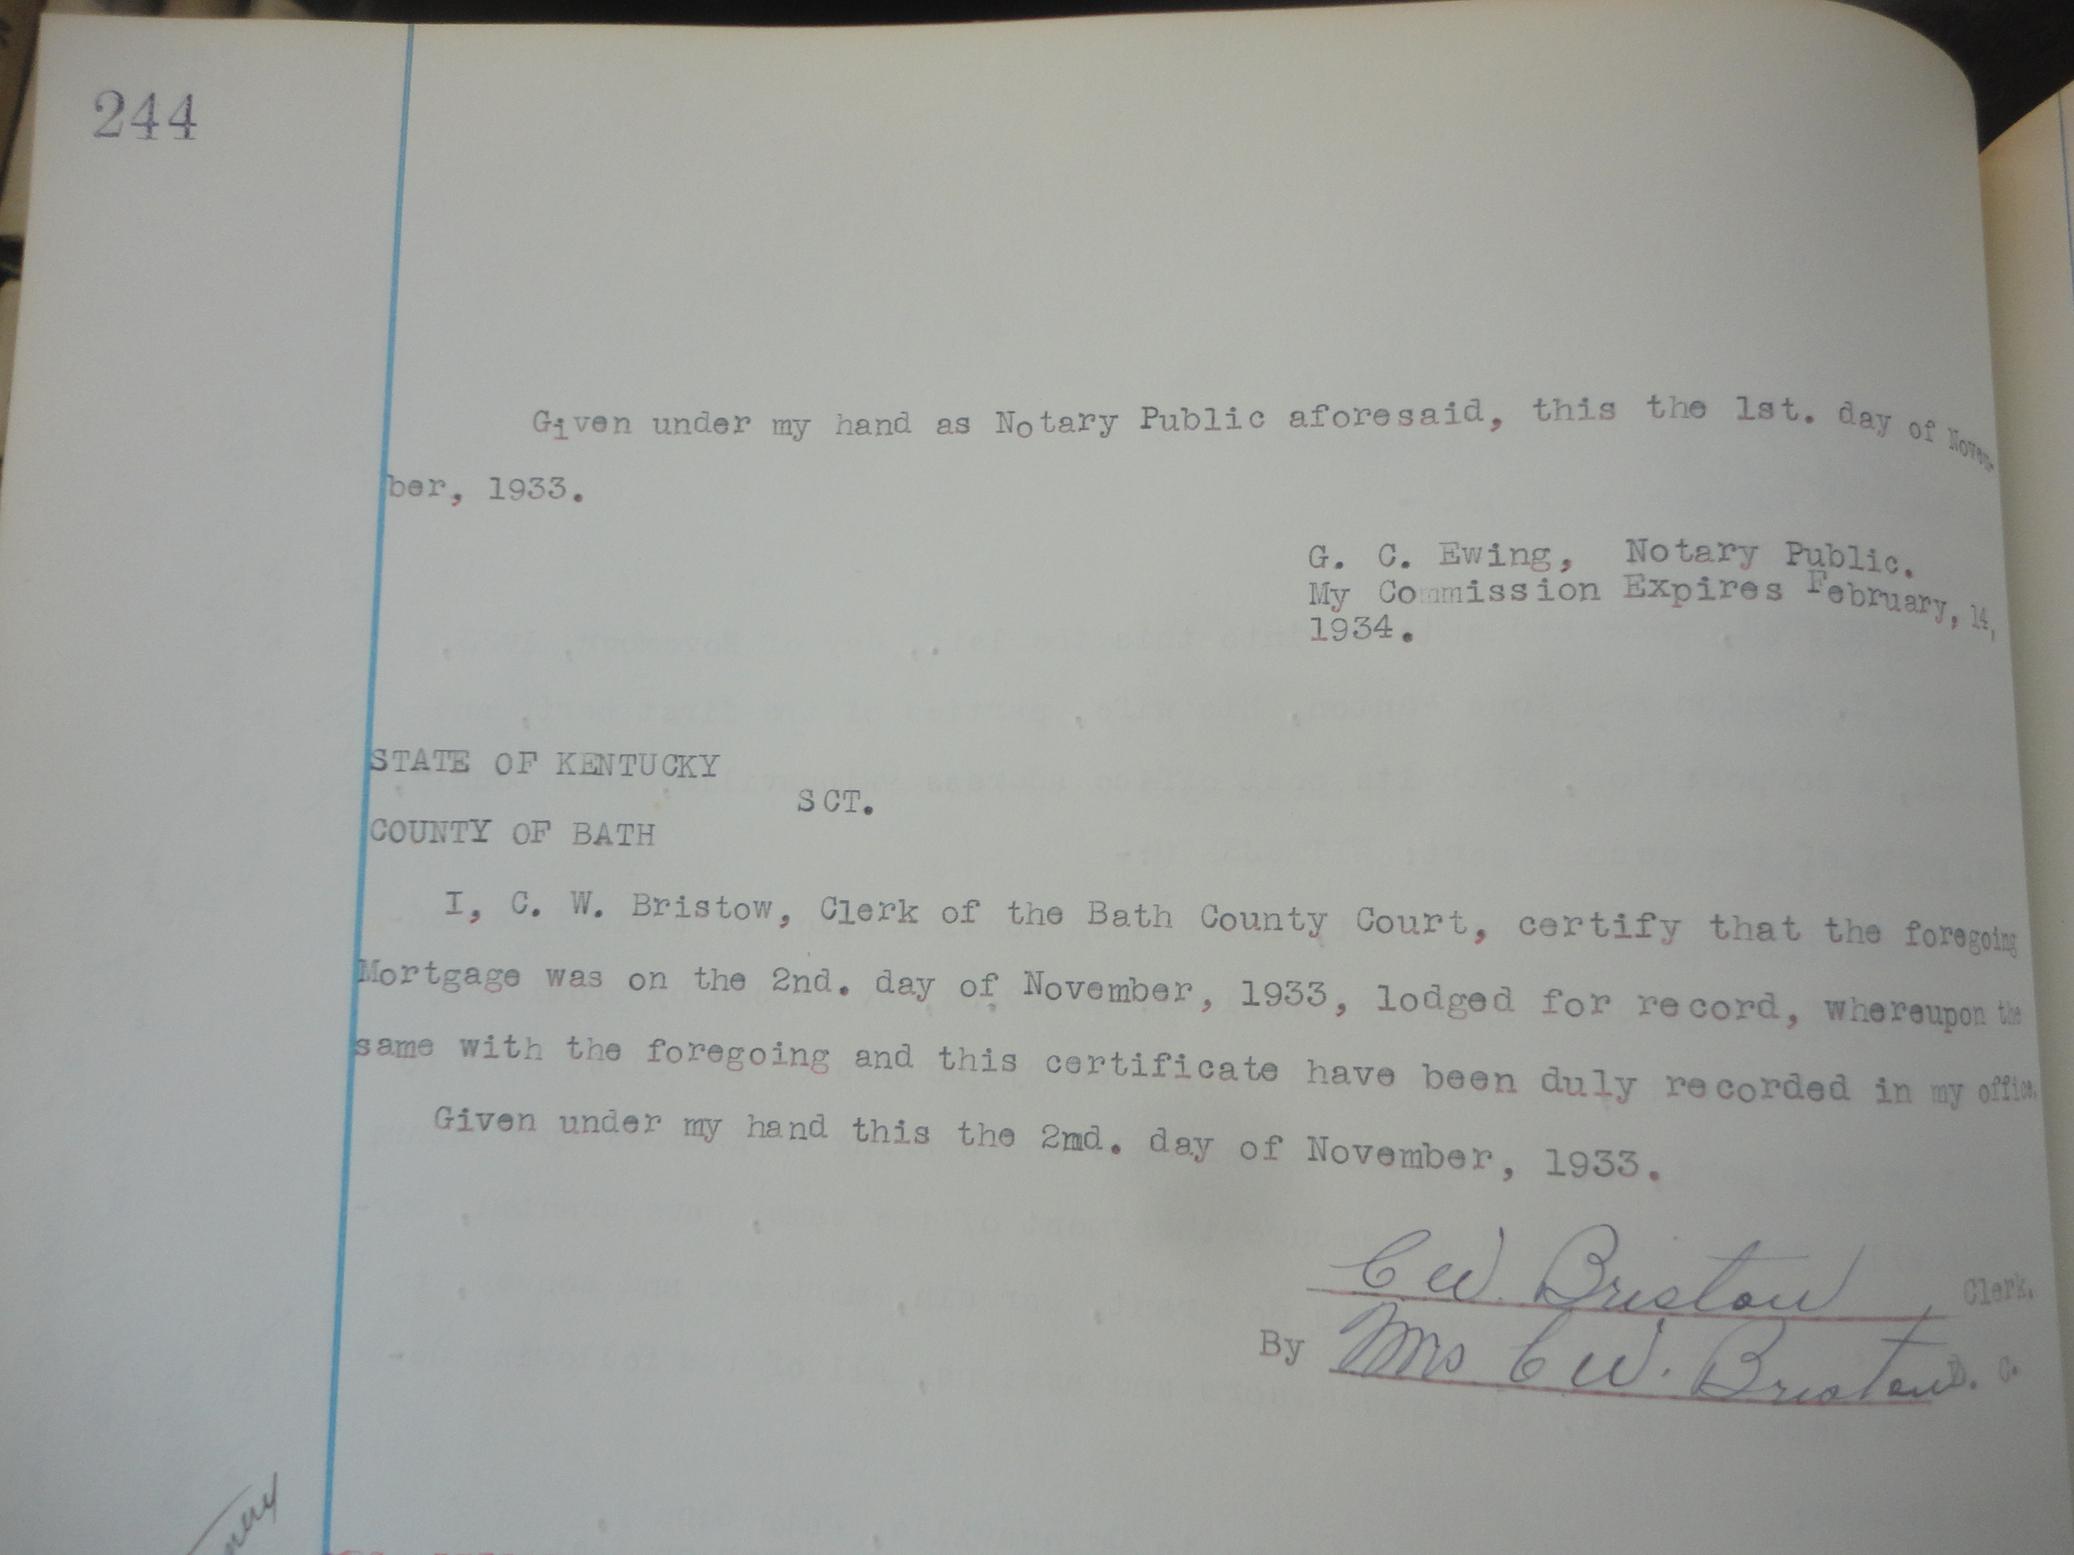 244
Given under my hand as Notary Public aforesaid, this the 1st. day of Novem-
ber, 1933.
G. C. Ewing, Notary Public.
My Commission Expires February, 14,
1934.
STATE OF KENTUCKY
SCT.
COUNTY OF BATH
I, C. W. Bristow, Clerk of the Bath County Court, certify that the foregoing
Mortgage was on the 2nd. day of November, 1933, lodged for record, whereupon the
same with the foregoing and this certificate have been duly recorded in my office.
Given under my hand this the 2md. day of November, 1933.
C W. Bristow, Clerk.
By Mrs C W. Bristow D. C.